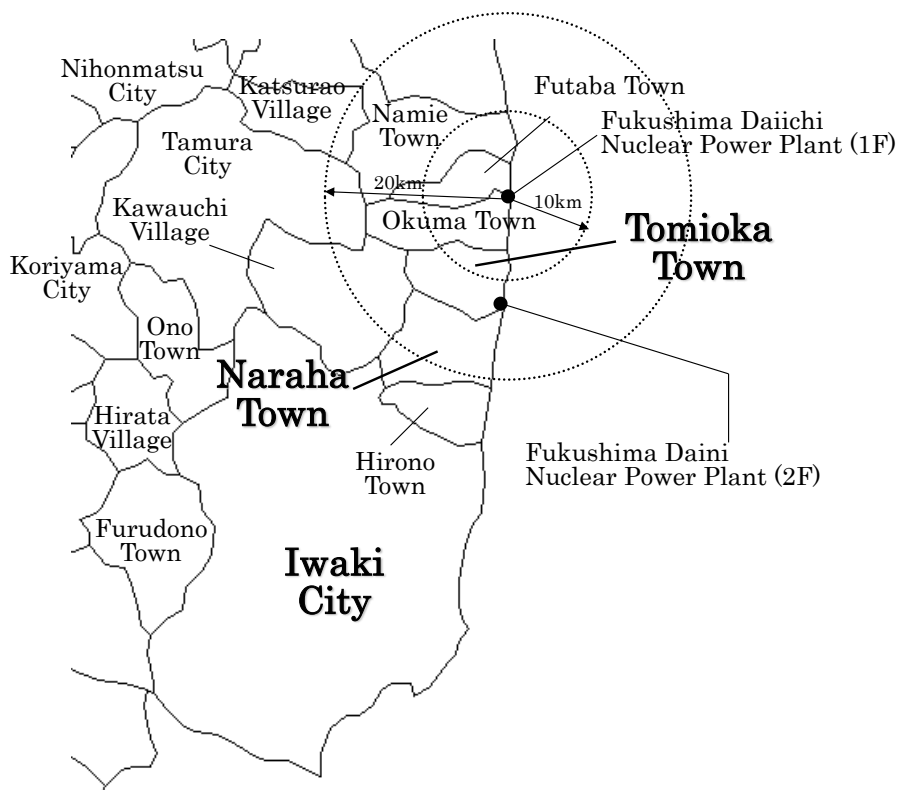 Nihonmatsu
City
Katsurao
Village
Futaba Town
Namie
Town
Fukushima Daiichi
Nuclear Power Plant (1F)
Tamura
City
20km
10km
Kawauchi
Village
Okuma Town
Tomioka
Town
Koriyama
City
Ono
Town
Naraha
Town
Hirata
Village
Hirono
Town
Fukushima Daini
Nuclear Power Plant (2F)
Furudono
Town
Iwaki
City